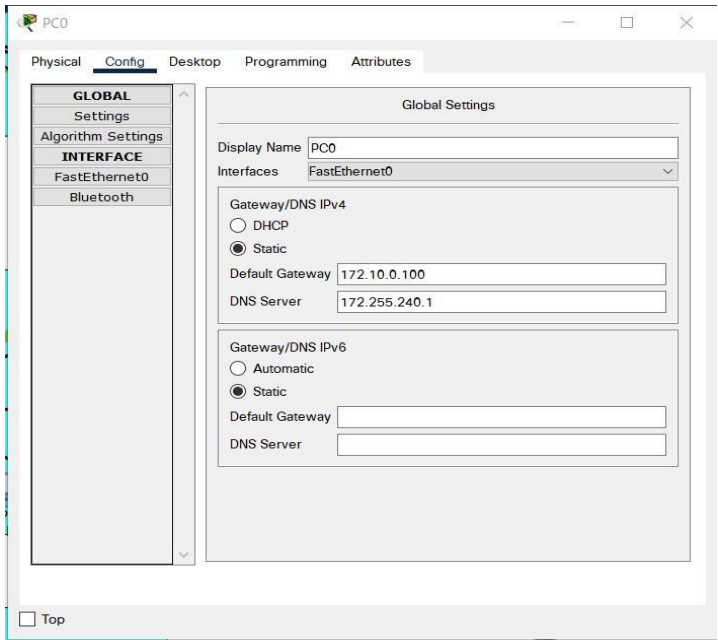 PC0
Physical Config Desktop Programming Attributes
GLOBAL
Settings
Algorithm Settings
INTERFACE
FastEthernet0
Bluetooth
Global Settings
Display Name PC0
Interfaces FastEthernet0
Gateway/DNS IPv4
DHCP
Static
Default Gateway 172.10.0.100
DNS Server 172.255.240.1
Gateway/DNS IPv6
Automatic
Static
Default Gateway
DNS Server
Top